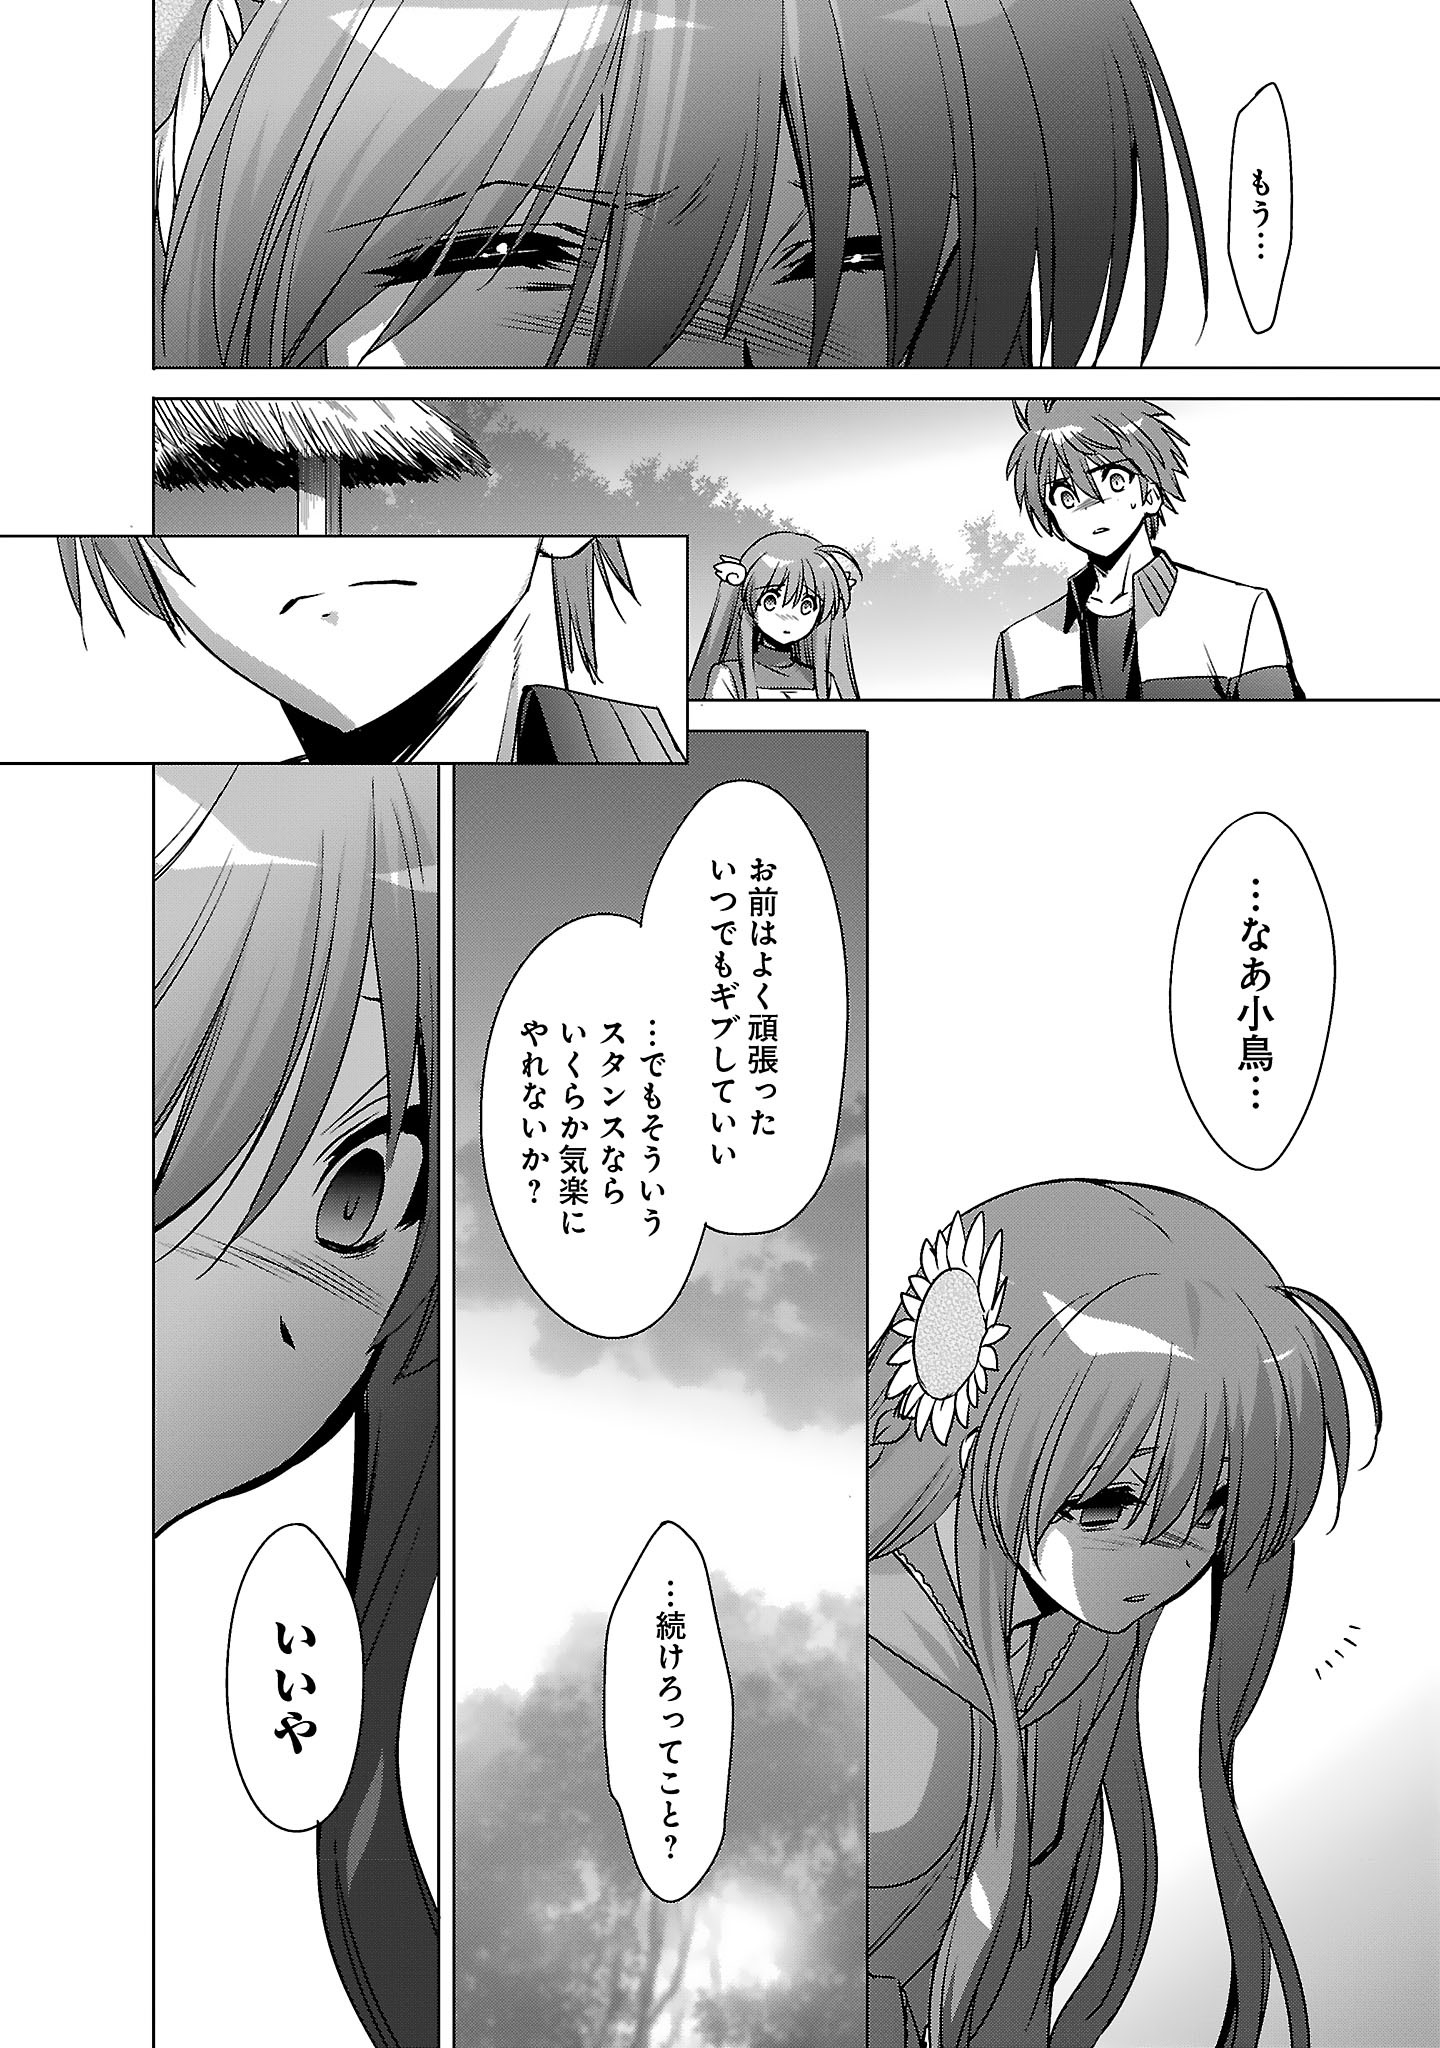 もう…
…なあ小鳥…
お前はよく頑張った
いつでもギブしていい
…でもそういう
スタンスなら
いくらか気楽に
やれないか？
…続けろってこと？
いいや